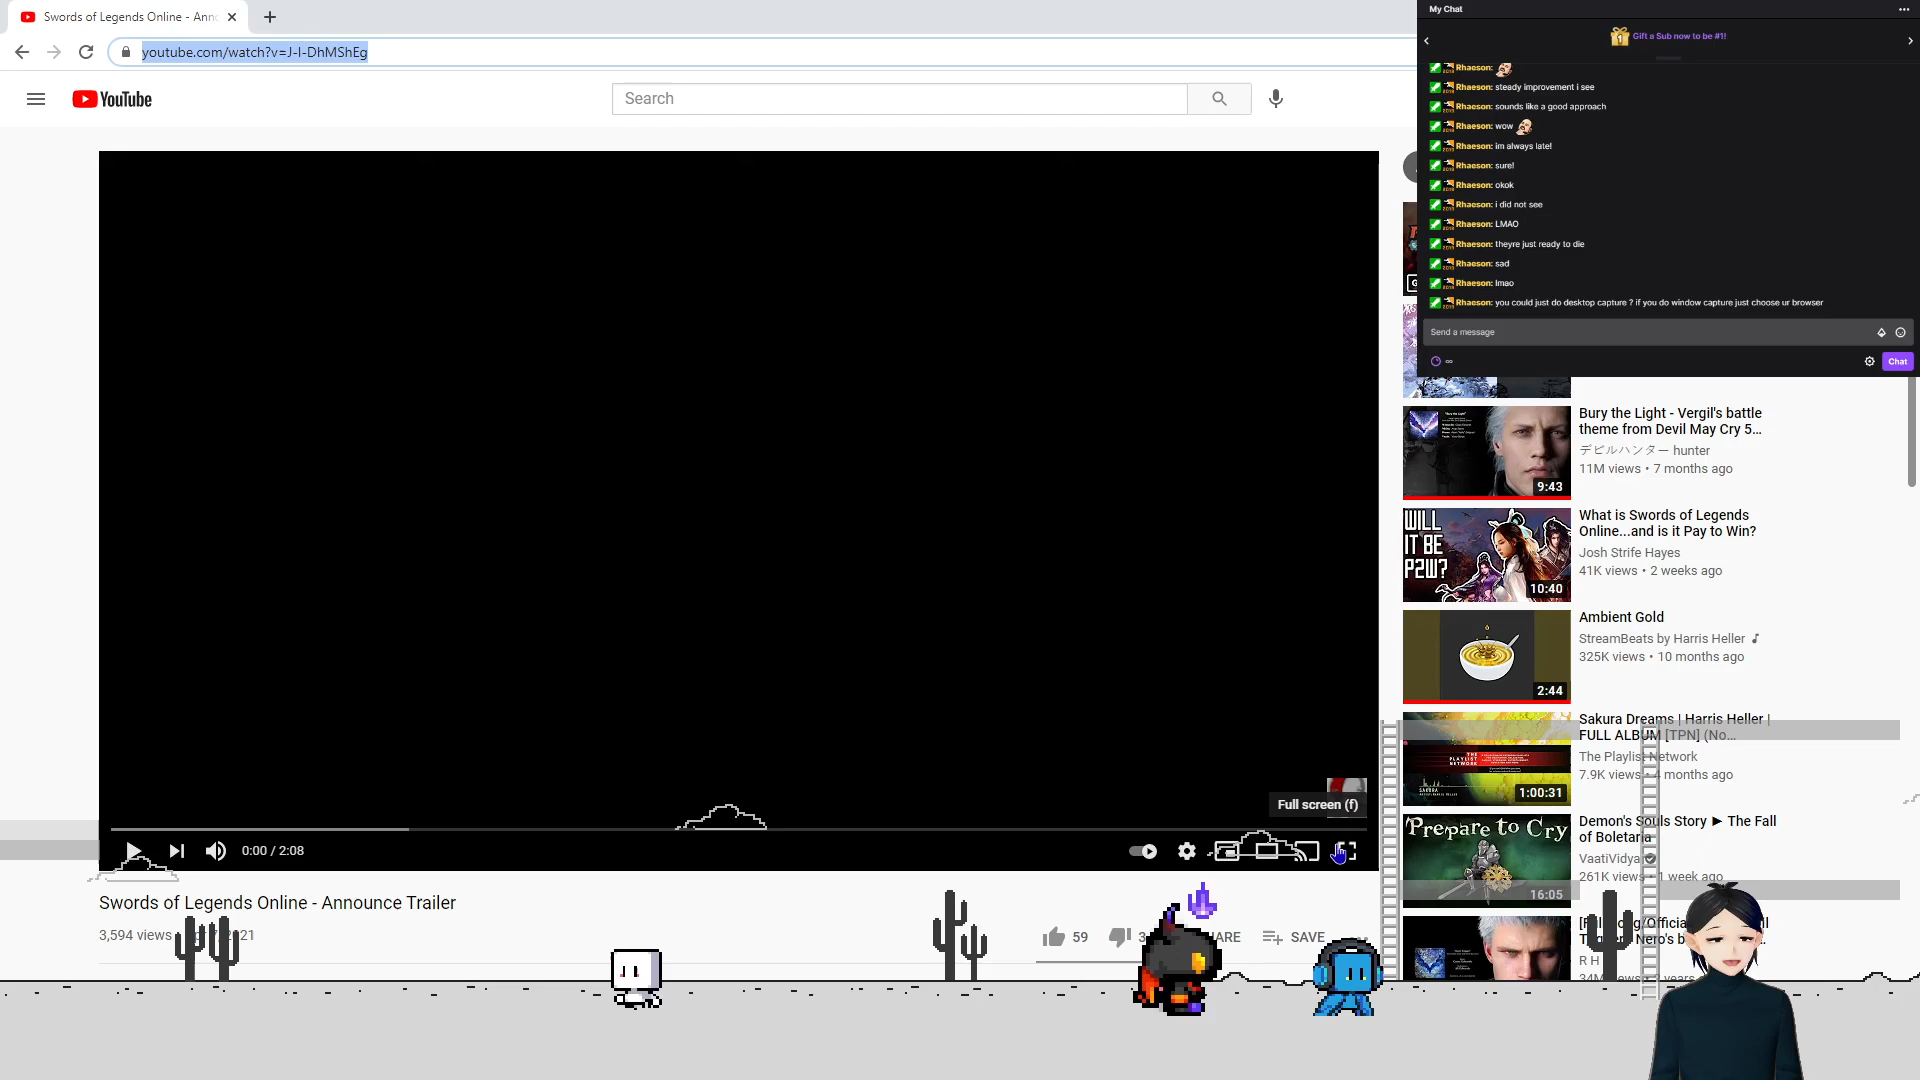 Swords of Legends Online - Ann
youtube.com/watch?v=J-I-DhMShEg
YouTube
Search
My Chat
Gift a Sub now to be #1!
Rhaeson:
Rhaeson: steady improvement i see
Rhaeson: sounds like a good approach
Rhaeson: wow
Rhaeson: im always late!
Rhaeson: sure!
Rhaeson: okok
Rhaeson: i did not see
Rhaeson: LMAO
Rhaeson: theyre just ready to die
Rhaeson: sad
Rhaeson: lmao
Rhaeson: you could just do desktop capture ? if you do window capture just choose ur browser
Send a message
Chat
Bury the Light - Vergil's battle
theme from Devil May Cry 5...
デビルハンター hunter
11M views • 7 months ago
9:43
WILL
IT BE
P2W?
10:40
What is Swords of Legends
Online...and is it Pay to Win?
Josh Strife Hayes
41K views • 2 weeks ago
2:44
Ambient Gold
StreamBeats by Harris Heller
325K views • 10 months ago
THE
PLAYLIST
NETWORK
SAKURA
1:00:31
Sakura Dreams | Harris Heller |
FULL ALBUM [TPN] (No...
The Playlist Network
7.9K views • 4 months ago
Prepare to Cry
16:05
Demon's Souls Story ► The Fall
of Boletaria
VaatiVidya
261K views • 1 week ago
R H
34M views
Full screen (f)
0:00 / 2:08
Swords of Legends Online - Announce Trailer
3,594 views
2021
59
3
SAVE